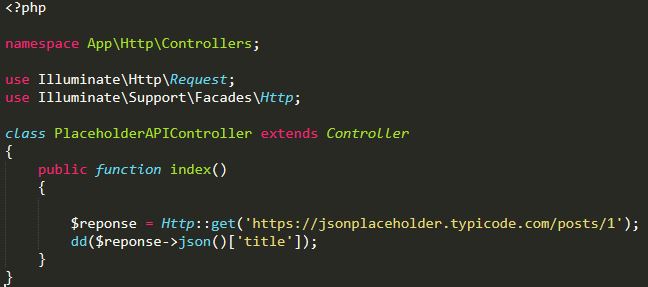 <?php
namespace App\Http\Controllers;
use Illuminate\Http\Request;
use Illuminate\Support\Facades\Http;
class PlaceholderAPIController extends Controller
{
    public function index()
    {
        $reponse = Http::get('https://jsonplaceholder.typicode.com/posts/1');
        dd($reponse->json()['title']);
    }
}